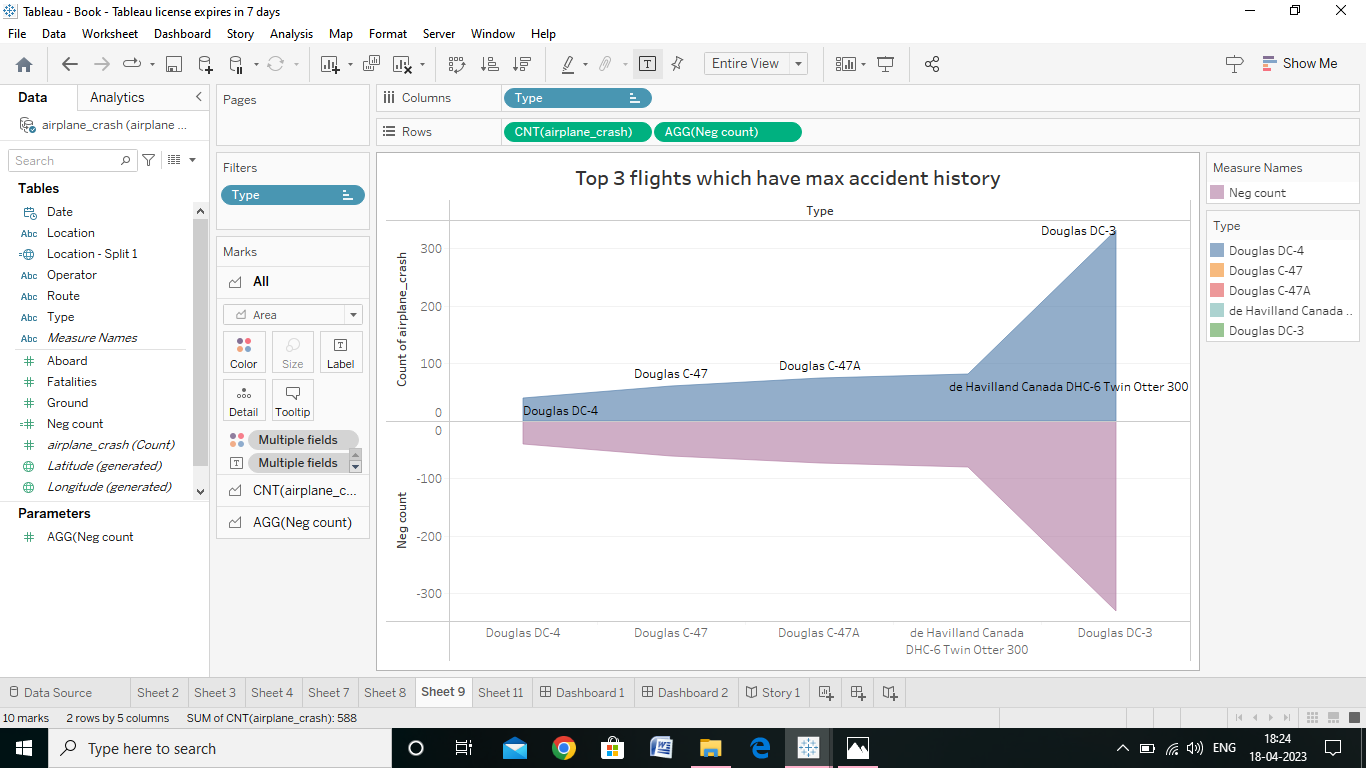 Tableau - Book - Tableau license expires in 7 days
File Data Worksheet Dashboard Story Analysis Map Format Server Window Help
Entire View
Show Me
Data Analytics
airplane_crash (airplane ...
Search
Tables
Date
Abc Location
Location - Split 1
Abc Operator
Abc Route
Abc Type
Abc Measure Names
Aboard
Fatalities
Ground
Neg count
airplane_crash (Count)
Latitude (generated)
Longitude (generated)
Parameters
AGG(Neg count
Pages
Filters
Type
Marks
All
Area
Color Size Label
Detail Tooltip
Multiple fields
Multiple fields
CNT(airplane_c...
AGG(Neg count)
Columns Type
Rows CNT(airplane_crash) AGG(Neg count)
Top 3 flights which have max accident history
Type
Count of airplane_crash
300
200
100
0
Douglas DC-3
Douglas C-47A
Douglas C-47
de Havilland Canada DHC-6 Twin Otter 300
Douglas DC-4
Neg count
0
-100
-200
-300
Douglas DC-4 Douglas C-47 Douglas C-47A de Havilland Canada Douglas DC-3
DHC-6 Twin Otter 300
Measure Names
Neg count
Type
Douglas DC-4
Douglas C-47
Douglas C-47A
de Havilland Canada ..
Douglas DC-3
Data Source Sheet 2 Sheet 3 Sheet 4 Sheet 7 Sheet 8 Sheet 9 Sheet 11 Dashboard 1 Dashboard 2 Story 1
10 marks 2 rows by 5 columns SUM of CNT(airplane_crash): 588
Type here to search
ENG
18:24
18-04-2023